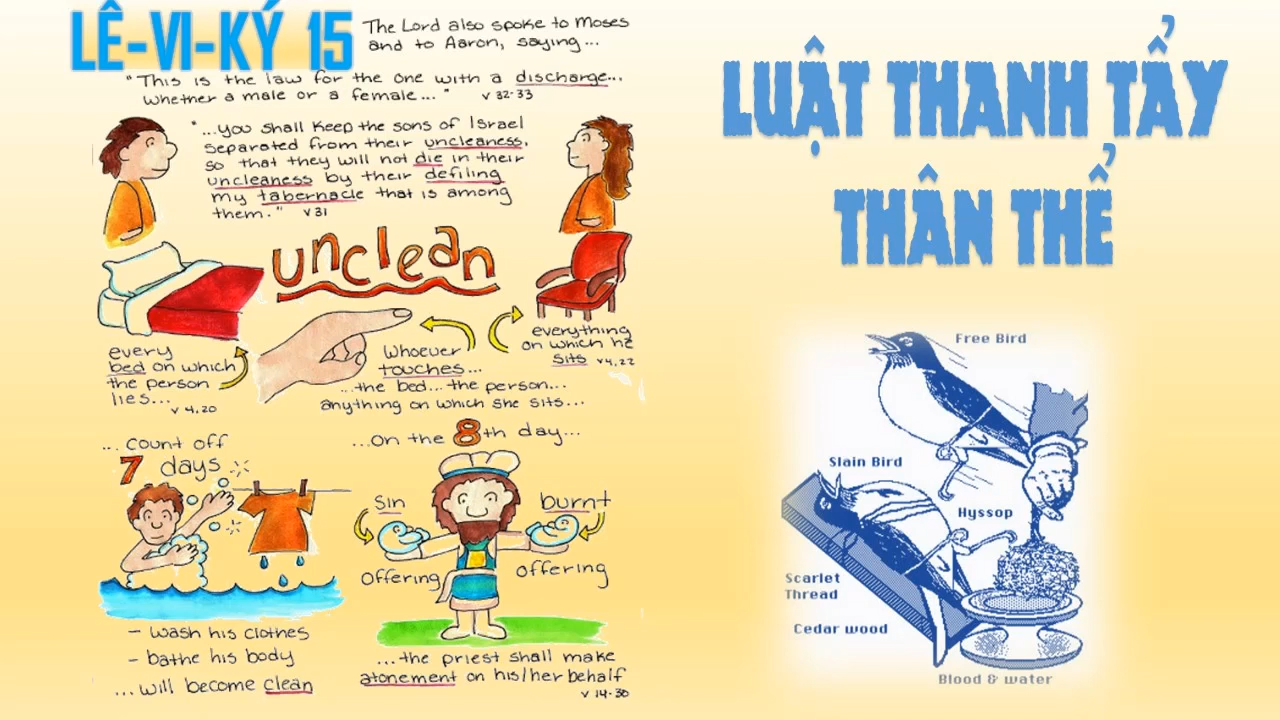 LÊ-VI-KÝ 15
The Lord also spoke to Moses
and to Aaron, saying...
"This is the law for the one with a discharge...
whether a male or a female..." v 32-33
"...you shall keep the sons of Israel
separated from their uncleaness,
so that they will not die in their
uncleaness by their defiling
my tabernacle that is among
them." v 31
unclean
every
bed on which
the person
lies...
v 4,20
Whoever
touches...
...the bed... the person...
anything on which she sits...
everything
on which he
sits v 4,22
... count off
7 days
- wash his clothes
- bathe his body
...will become clean
...on the 8th day...
sin
offering
burnt
offering
...the priest shall make
atonement on his/her behalf
v 14-30
LUẬT THANH TẨY
THÂN THỂ
Free Bird
Slain Bird
Hyssop
Scarlet
Thread
Cedar wood
Blood & water